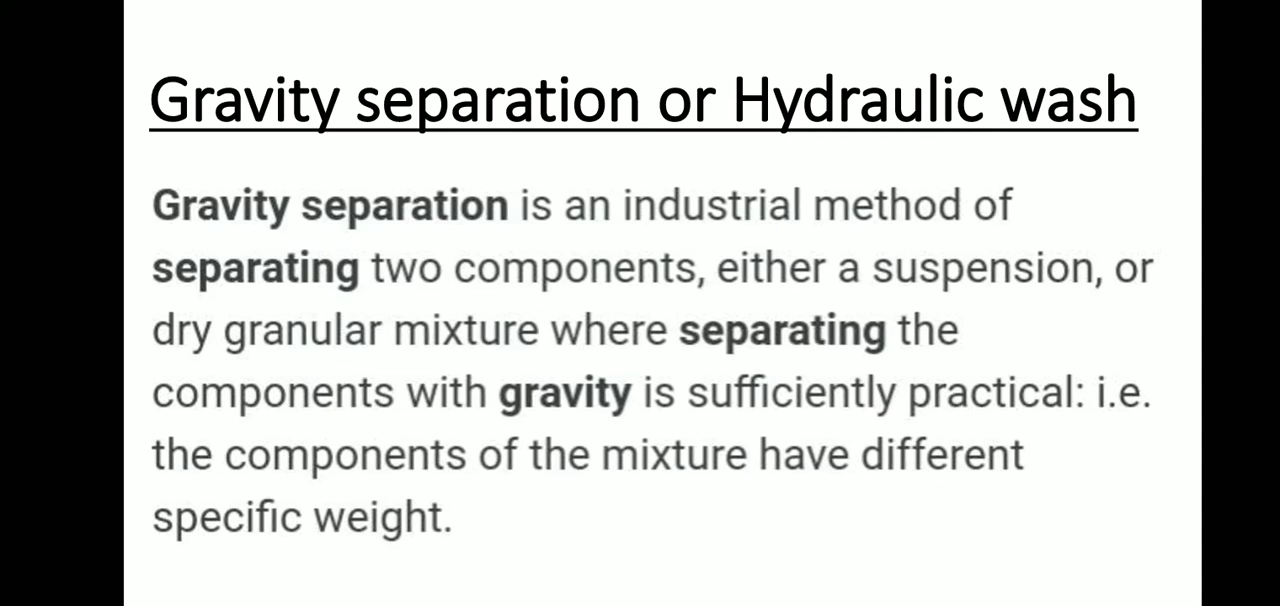 Gravity separation or Hydraulic wash
Gravity separation is an industrial method of
separating two components, either a suspension, or
dry granular mixture where separating the
components with gravity is sufficiently practical: i.e.
the components of the mixture have different
specific weight.